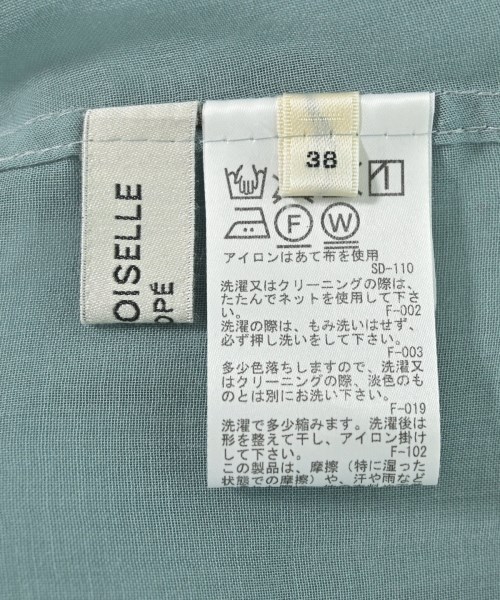 OISELLE
OPÉ
38
F
W
アイロンはあて布を使用
SD-110
洗濯又はクリーニングの際は、
たたんでネットを使用して下さ
い。 F-002
洗濯の際は、もみ洗いはせず、
必ず押し洗いをして下さい。
F-003
多少色落ちしますので、洗濯又
はクリーニングの際、淡色のも
のとは別にお洗い下さい。
F-019
洗濯で多少縮みます。洗濯後は
形を整えて干し、アイロン掛け
して下さい。 F-102
この製品は、摩擦（特に湿った
状態での摩擦）や、汗や雨など